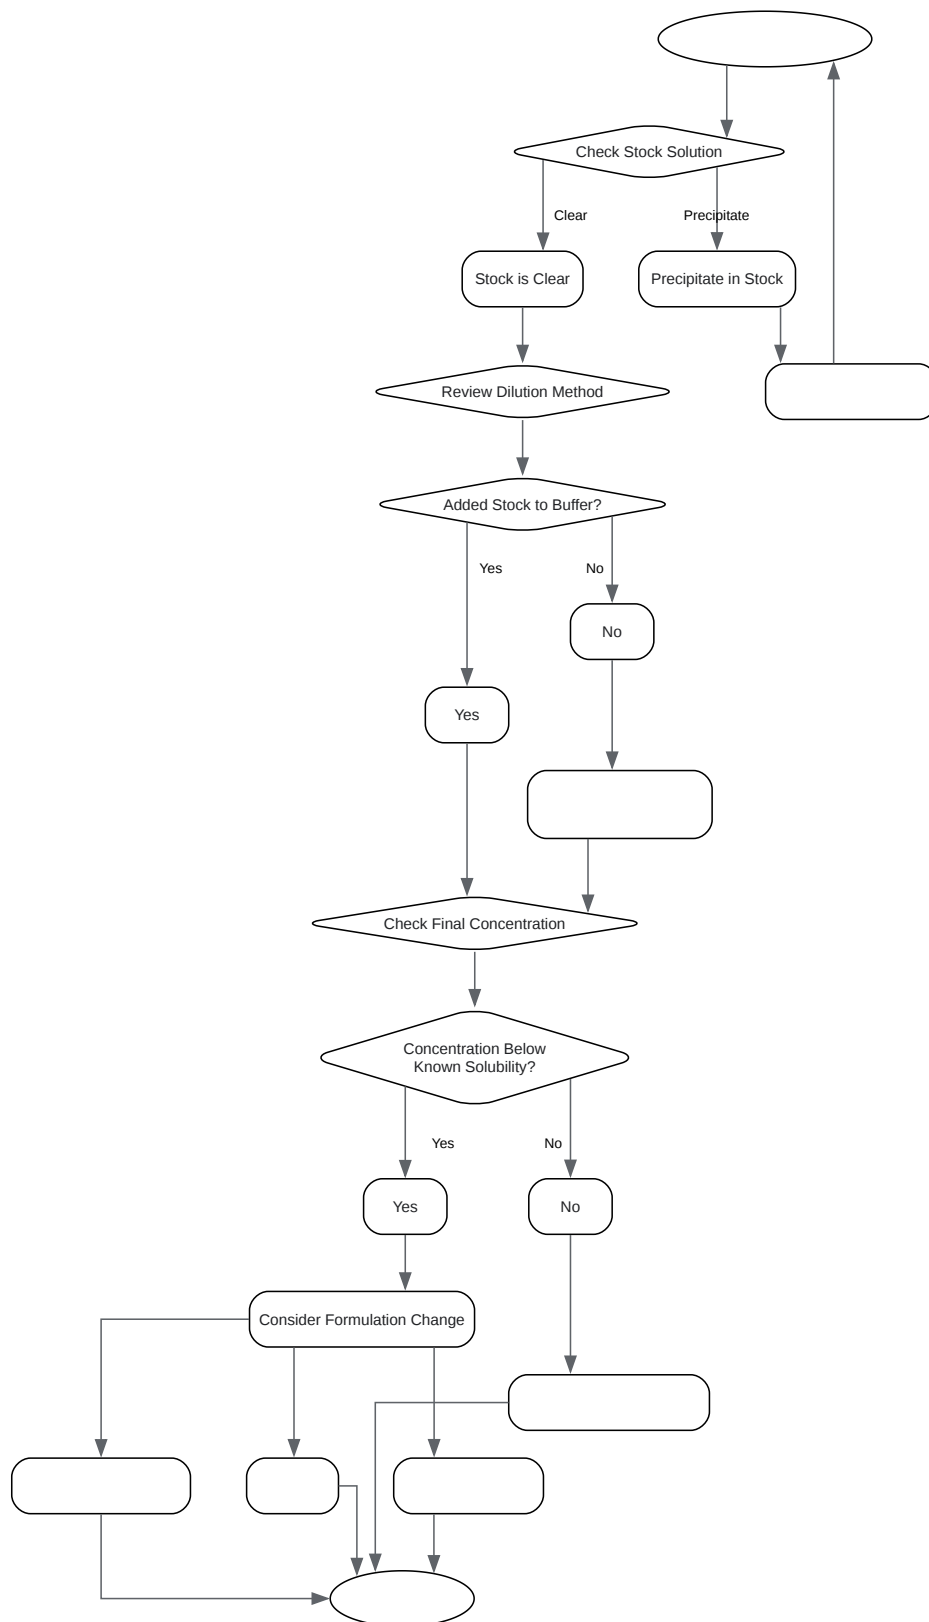 Check Stock Solution
Clear
Precipitate
Stock is Clear
Precipitate in Stock
Review Dilution Method
Added Stock to Buffer?
Yes
No
No
Yes
Check Final Concentration
Concentration Below
Known Solubility?
Yes
No
Yes
No
Consider Formulation Change